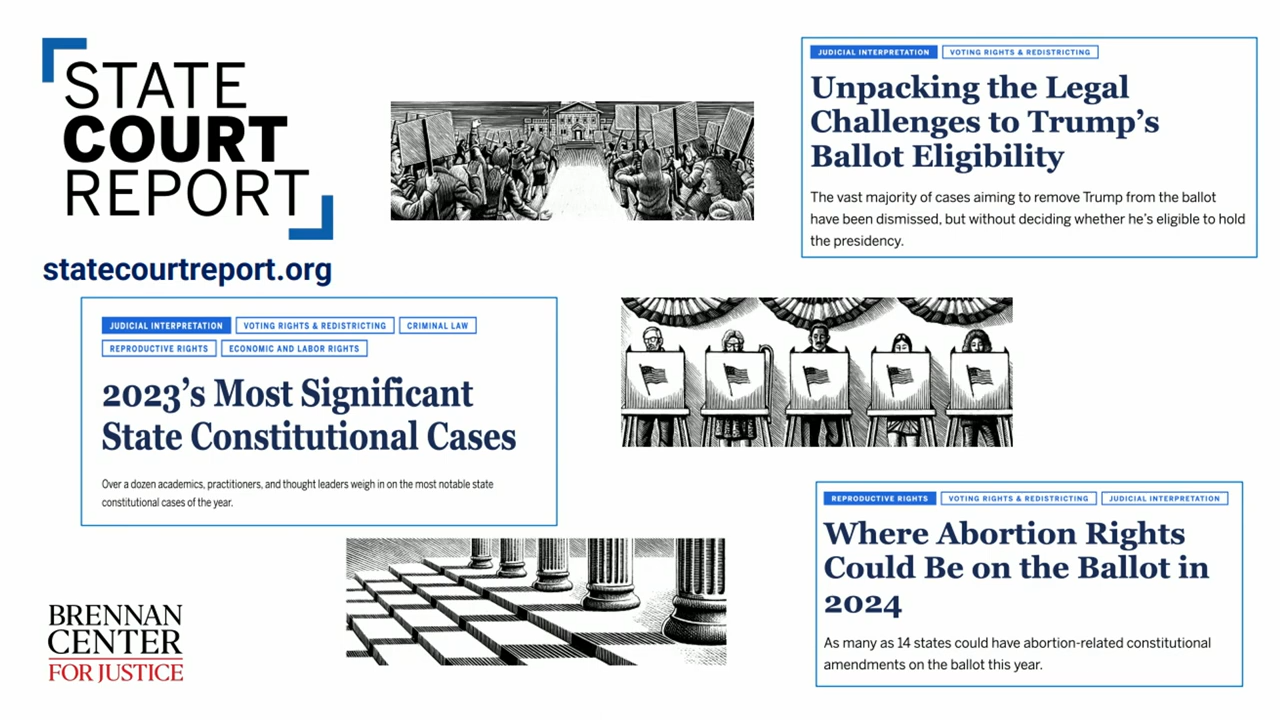 STATE
COURT
REPORT
statecourtreport.org
JUDICIAL INTERPRETATION
VOTING RIGHTS & REDISTRICTING
Unpacking the Legal
Challenges to Trump's
Ballot Eligibility
The vast majority of cases aiming to remove Trump from the ballot
have been dismissed, but without deciding whether he's eligible to hold
the presidency.
JUDICIAL INTERPRETATION
VOTING RIGHTS & REDISTRICTING
CRIMINAL LAW
REPRODUCTIVE RIGHTS
ECONOMIC AND LABOR RIGHTS
2023's Most Significant
State Constitutional Cases
Over a dozen academics, practitioners, and thought leaders weigh in on the most notable state
constitutional cases of the year.
REPRODUCTIVE RIGHTS
VOTING RIGHTS & REDISTRICTING
JUDICIAL INTERPRETATION
Where Abortion Rights
Could Be on the Ballot in
2024
As many as 14 states could have abortion-related constitutional
amendments on the ballot this year.
BRENNAN
CENTER
FOR JUSTICE